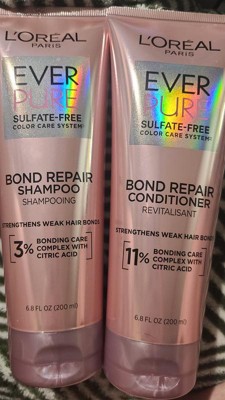 L'ORÉAL
PARIS
EVER
PURE
SULFATE-FREE
COLOR CARE SYSTEM
BOND REPAIR
SHAMPOO
SHAMPOOING
STRENGTHENS WEAK HAIR BONDS
3% BONDING CARE
COMPLEX WITH
CITRIC ACID
6.8 FL OZ (200 ml)
L'ORÉAL
PARIS
EVER
PURE
SULFATE-FREE
COLOR CARE SYSTEM
BOND REPAIR
CONDITIONER
REVITALISANT
STRENGTHENS WEAK HAIR BONDS
11% BONDING CARE
COMPLEX WITH
CITRIC ACID
6.8 FL OZ (200 ml)